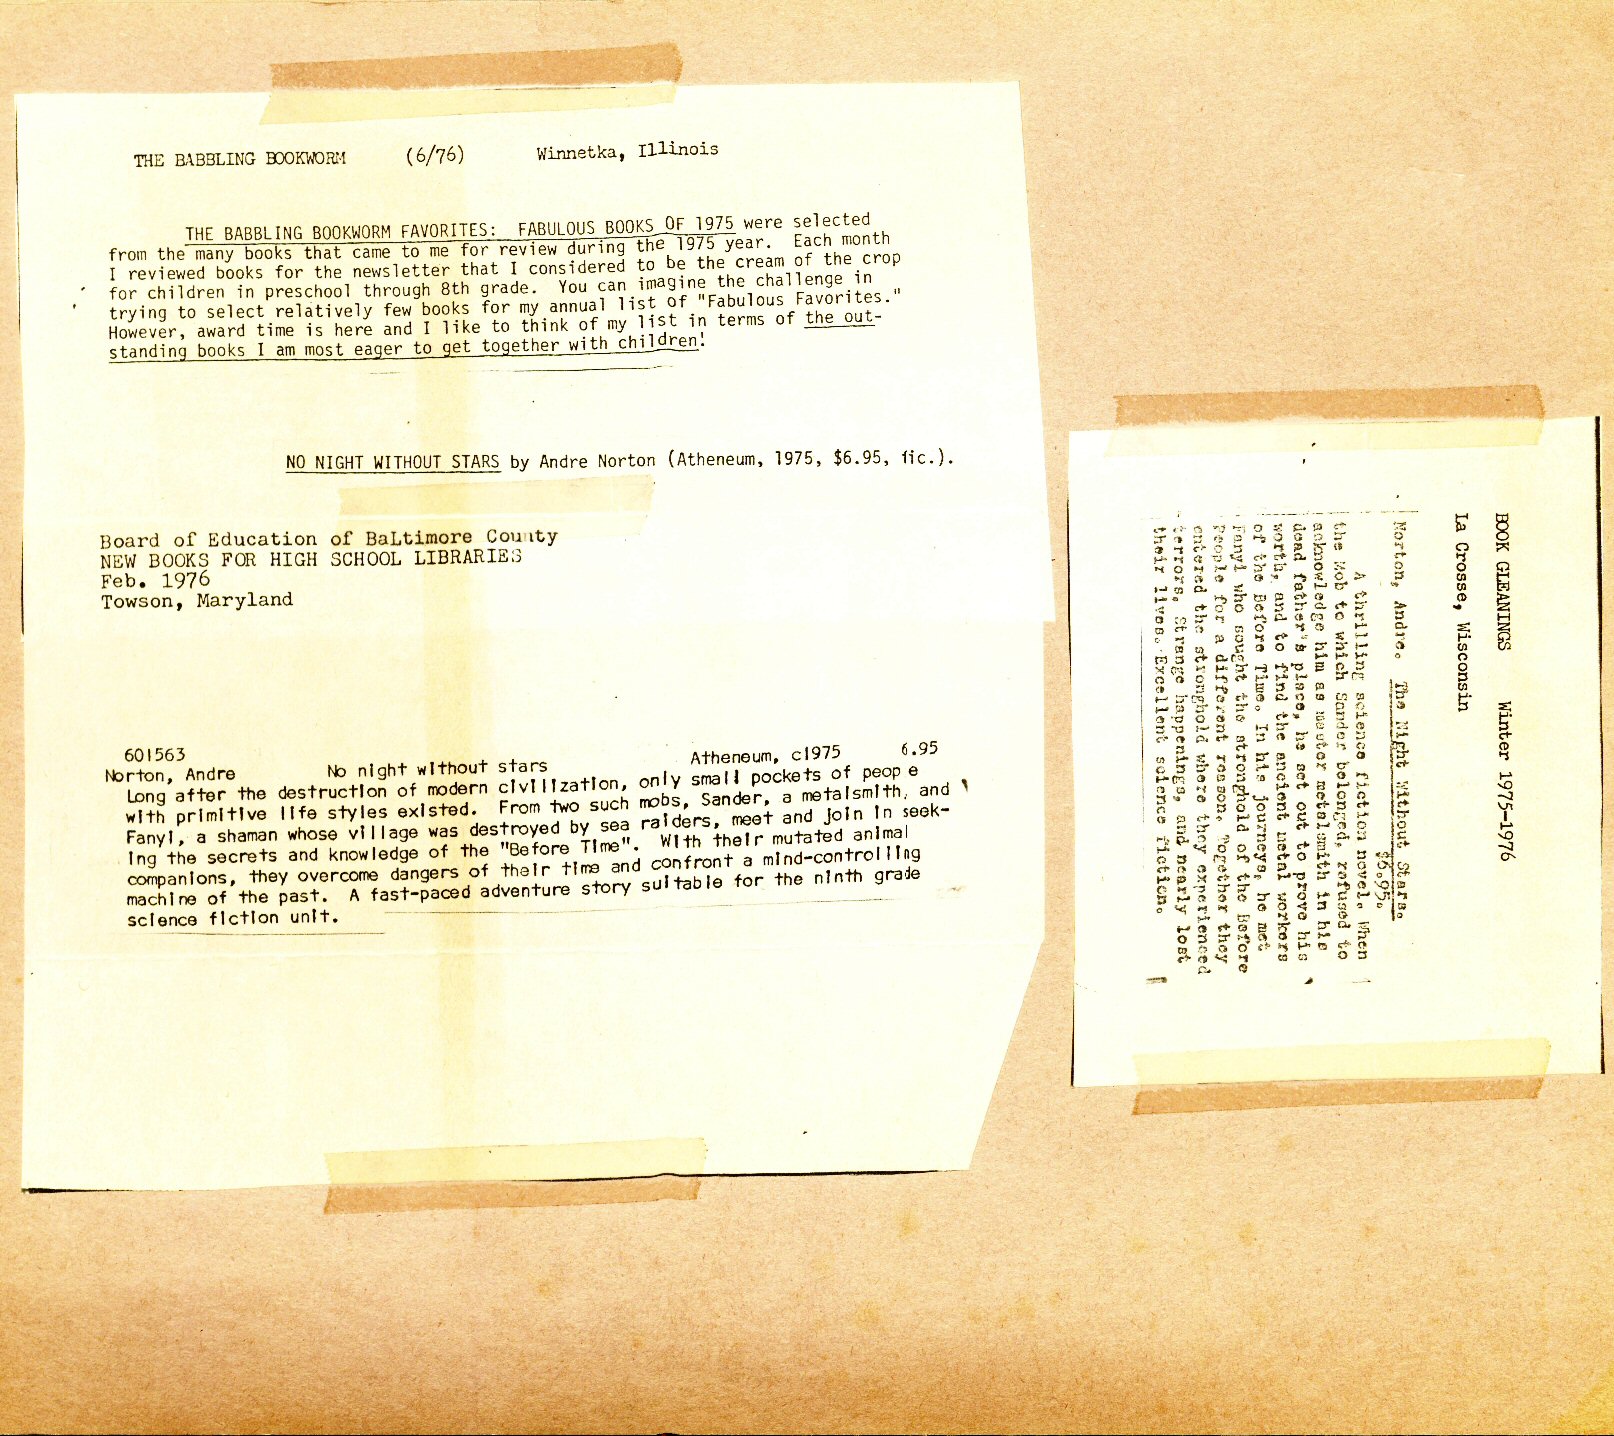 THE BABBLING BOOKWORM (6/76) Winnetka, Illinois
THE BABBLING BOOKWORM FAVORITES: FABULOUS BOOKS OF 1975 were selected
from the many books that came to me for review during the 1975 year. Each month
I reviewed books for the newsletter that I considered to be the cream of the crop
for children in preschool through 8th grade. You can imagine the challenge in
trying to select relatively few books for my annual list of "Fabulous Favorites."
However, award time is here and I like to think of my list in terms of the out-
standing books I am most eager to get together with children!
NO NIGHT WITHOUT STARS by Andre Norton (Atheneum, 1975, $6.95, fic.).
Board of Education of BaLtimore County
NEW BOOKS FOR HIGH SCHOOL LIBRARIES
Feb. 1976
Towson, Maryland
601563 Atheneum, c1975 6.95
Norton, Andre No night without stars
Long after the destruction of modern civilization, only small pockets of peop e
with primitive life styles existed. From two such mobs, Sander, a metalsmith, and
Fanyi, a shaman whose village was destroyed by sea raiders, meet and join in seek-
ing the secrets and knowledge of the "Before Time". With their mutated animal
companions, they overcome dangers of their time and confront a mind-controlling
machine of the past. A fast-paced adventure story suitable for the ninth grade
science fiction unit.
BOOK GLEANINGS Winter 1975-1976
La Crosse, Wisconsin
Norton, Andre. The Night Without Stars.
$6.95.
A thrilling science fiction novel. When
the Mob to which Sander belonged, refused to
acknowledge him as master metalsmith in his
dead father's place, he set out to prove his
worth, and to find the ancient metal workers
of the Before Time. In his journeys, he met
Fanyi who sought the stronghold of the Before
People for a different reason. Together they
entered the stronghold where they experienced
terrors. Strange happenings, and nearly lost
their lives. Excellent science fiction.